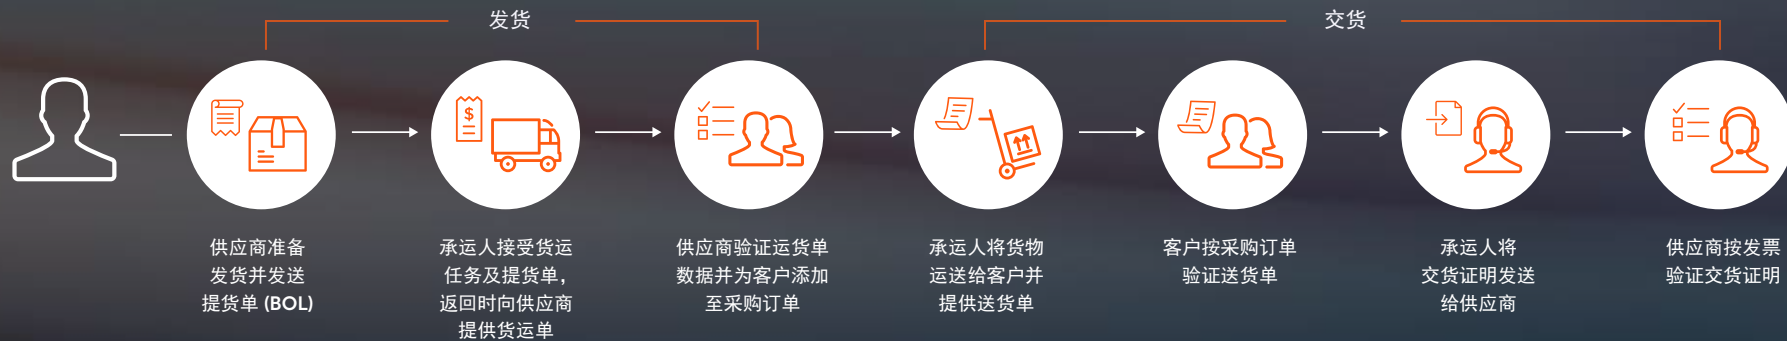 发货
交货
供应商准备
发货并发送
提货单 (BOL)
承运人接受货运
任务及提货单，
返回时向供应商
提供货运单
供应商验证运货单
数据并为客户添加
至采购订单
承运人将货物
运送给客户并
提供送货单
客户按采购订单
验证送货单
承运人将
交货证明发送
给供应商
供应商按发票
验证交货证明
$